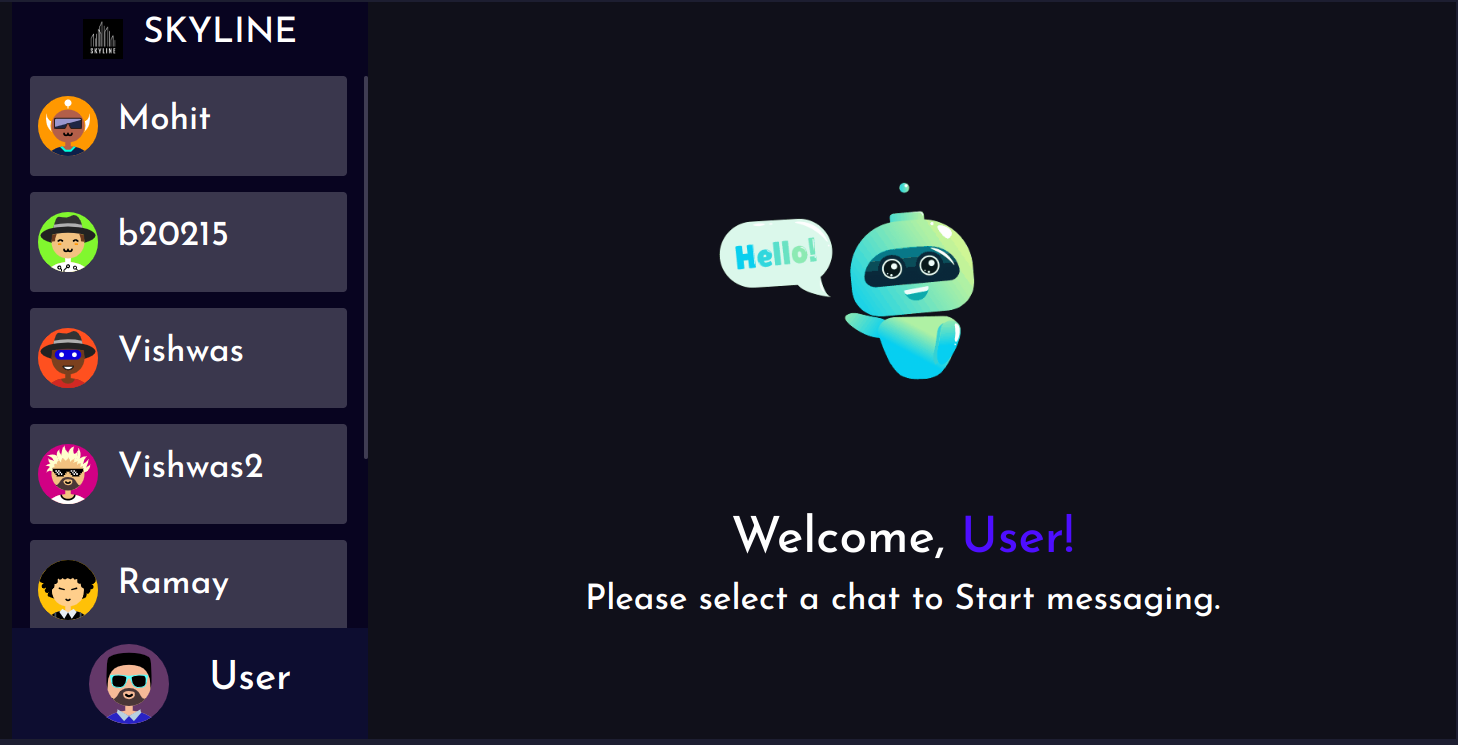 SKYLINE
SKYLINE
Mohit
b20215
Vishwas
Vishwas2
Ramay
User
Hello!
Welcome, User!
Please select a chat to Start messaging.